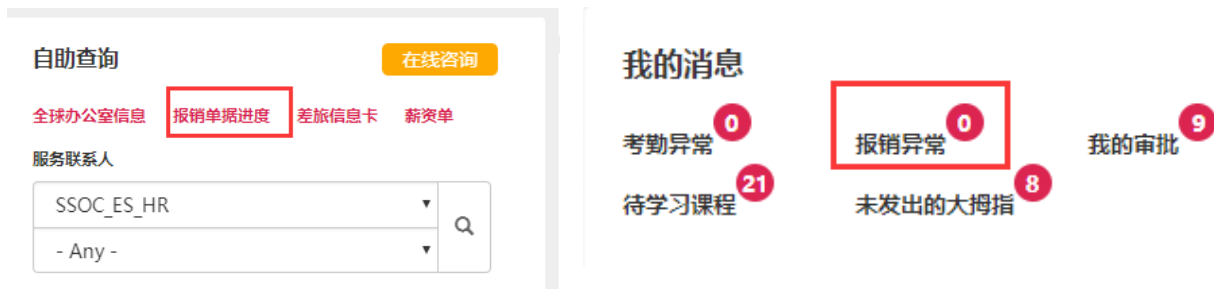 自助查询
在线咨询
全球办公室信息 报销单据进度 差旅信息卡 薪资单
服务联系人
SSOC_ES_HR
- Any -
我的消息
考勤异常 0 报销异常 0 我的审批 9
待学习课程 21 未发出的大拇指 8